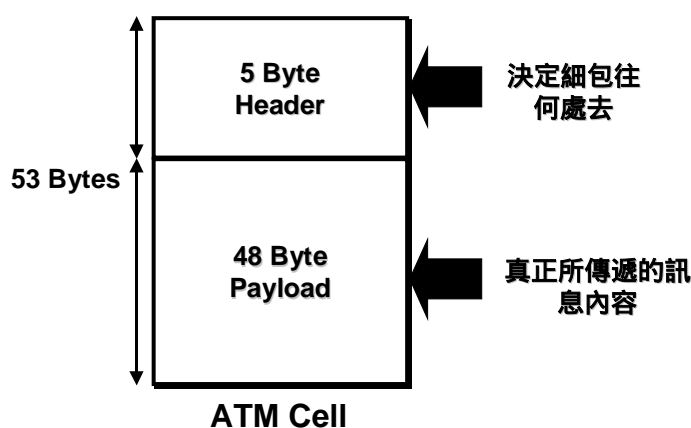 5 Byte
Header
決定細包往
何處去
53 Bytes
48 Byte
Payload
真正所傳遞的訊
息內容
ATM Cell